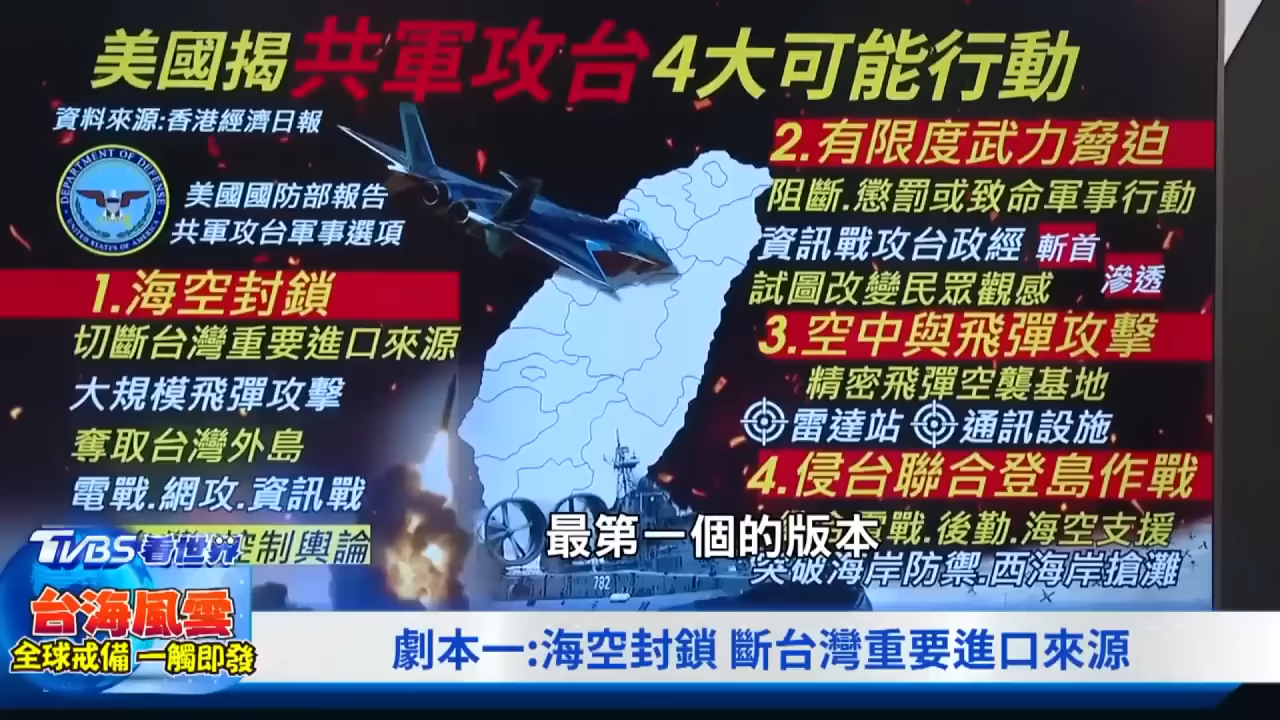 美國揭共軍攻台4大可能行動
資料來源:香港經濟日報
DEPARTMENT OF DEFENSE
UNITED STATES OF AMERICA
美國國防部報告
共軍攻台軍事選項
1.海空封鎖
切斷台灣重要進口來源
大規模飛彈攻擊
奪取台灣外島
電戰.網攻.資訊戰
控制輿論
2.有限度武力脅迫
阻斷.懲罰或致命軍事行動
資訊戰攻台政經 斬首
滲透
試圖改變民眾觀感
3.空中與飛彈攻擊
精密飛彈空襲基地
雷達站 通訊設施
4.侵台聯合登島作戰
電戰.後勤.海空支援
突破海岸防禦.西海岸搶灘
782
最第一個的版本
TVBS看世界
台海風雲
全球戒備 一觸即發
劇本一:海空封鎖 斷台灣重要進口來源